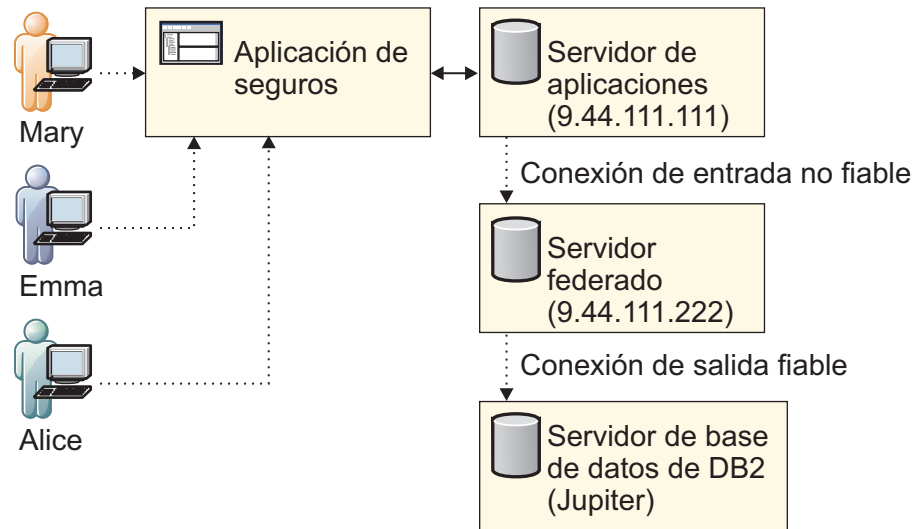 Mary
Emma
Alice
Aplicación de
seguros
Servidor de
aplicaciones
(9.44.111.111)
Conexión de entrada no fiable
Servidor
federado
(9.44.111.222)
Conexión de salida fiable
Servidor de base
de datos de DB2
(Jupiter)